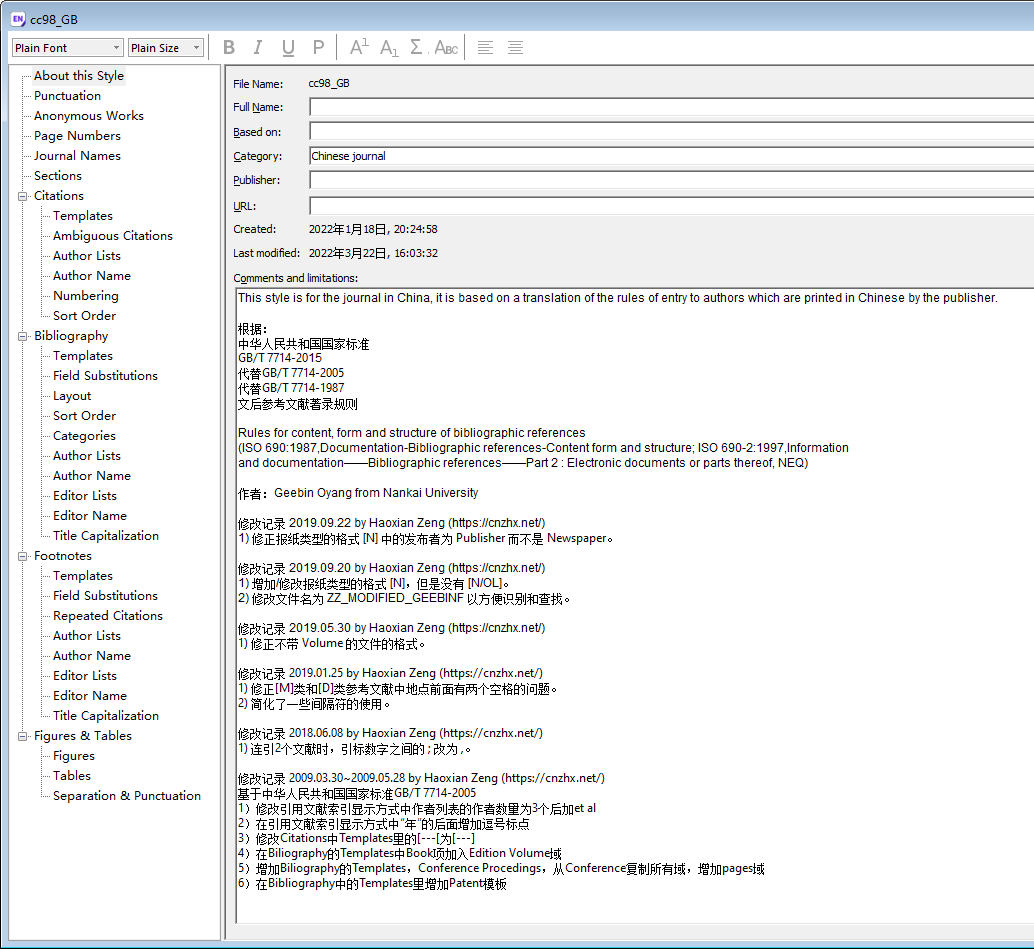 EN cc98_GB
Plain Font Plain Size B I U P A1 A1 Σ ABC
About this Style
Punctuation
Anonymous Works
Page Numbers
Journal Names
Sections
Citations
Templates
Ambiguous Citations
Author Lists
Author Name
Numbering
Sort Order
Bibliography
Templates
Field Substitutions
Layout
Sort Order
Categories
Author Lists
Author Name
Editor Lists
Editor Name
Title Capitalization
Footnotes
Templates
Field Substitutions
Repeated Citations
Author Lists
Author Name
Editor Lists
Editor Name
Title Capitalization
Figures & Tables
Figures
Tables
Separation & Punctuation
File Name: cc98_GB
Full Name:
Based on:
Category: Chinese journal
Publisher:
URL:
Created: 2022年1月18日, 20:24:58
Last modified: 2022年3月22日, 16:03:32
Comments and limitations:
This style is for the journal in China, it is based on a translation of the rules of entry to authors which are printed in Chinese by the publisher.
根据：
中华人民共和国国家标准
GB/T 7714-2015
代替GB/T 7714-2005
代替GB/T 7714-1987
文后参考文献著录规则
Rules for content, form and structure of bibliographic references
(ISO 690:1987,Documentation-Bibliographic references-Content form and structure; ISO 690-2:1997,Information
and documentation——Bibliographic references——Part 2 : Electronic documents or parts thereof, NEQ)
作者：Geebin Oyang from Nankai University
修改记录 2019.09.22 by Haoxian Zeng (https://cnzhx.net/)
1) 修正报纸类型的格式 [N] 中的发布者为 Publisher 而不是 Newspaper。
修改记录 2019.09.20 by Haoxian Zeng (https://cnzhx.net/)
1) 增加/修改报纸类型的格式 [N]，但是没有 [N/OL]。
2) 修改文件名为 ZZ_MODIFIED_GEEBINF 以方便识别和查找。
修改记录 2019.05.30 by Haoxian Zeng (https://cnzhx.net/)
1) 修正不带 Volume 的文件的格式。
修改记录 2019.01.25 by Haoxian Zeng (https://cnzhx.net/)
1) 修正[M]类和[D]类参考文献中地点前面有两个空格的问题。
2) 简化了一些间隔符的使用。
修改记录 2018.06.08 by Haoxian Zeng (https://cnzhx.net/)
1) 连引2个文献时，引标数字之间的 ; 改为 ,。
修改记录 2009.03.30~2009.05.28 by Haoxian Zeng (https://cnzhx.net/)
基于中华人民共和国国家标准GB/T 7714-2005
1）修改引用文献索引显示方式中作者列表的作者数量为3个后加et al
2）在引用文献索引显示方式中“年”的后面增加逗号标点
3）修改Citations中Templates里的[---[为[---]
4）在Biliography的Templates中Book项加入Edition Volume域
5）增加Biliography的Templates，Conference Procedings，从Conference复制所有域，增加pages域
6）在Bibliography中的Templates里增加Patent模板